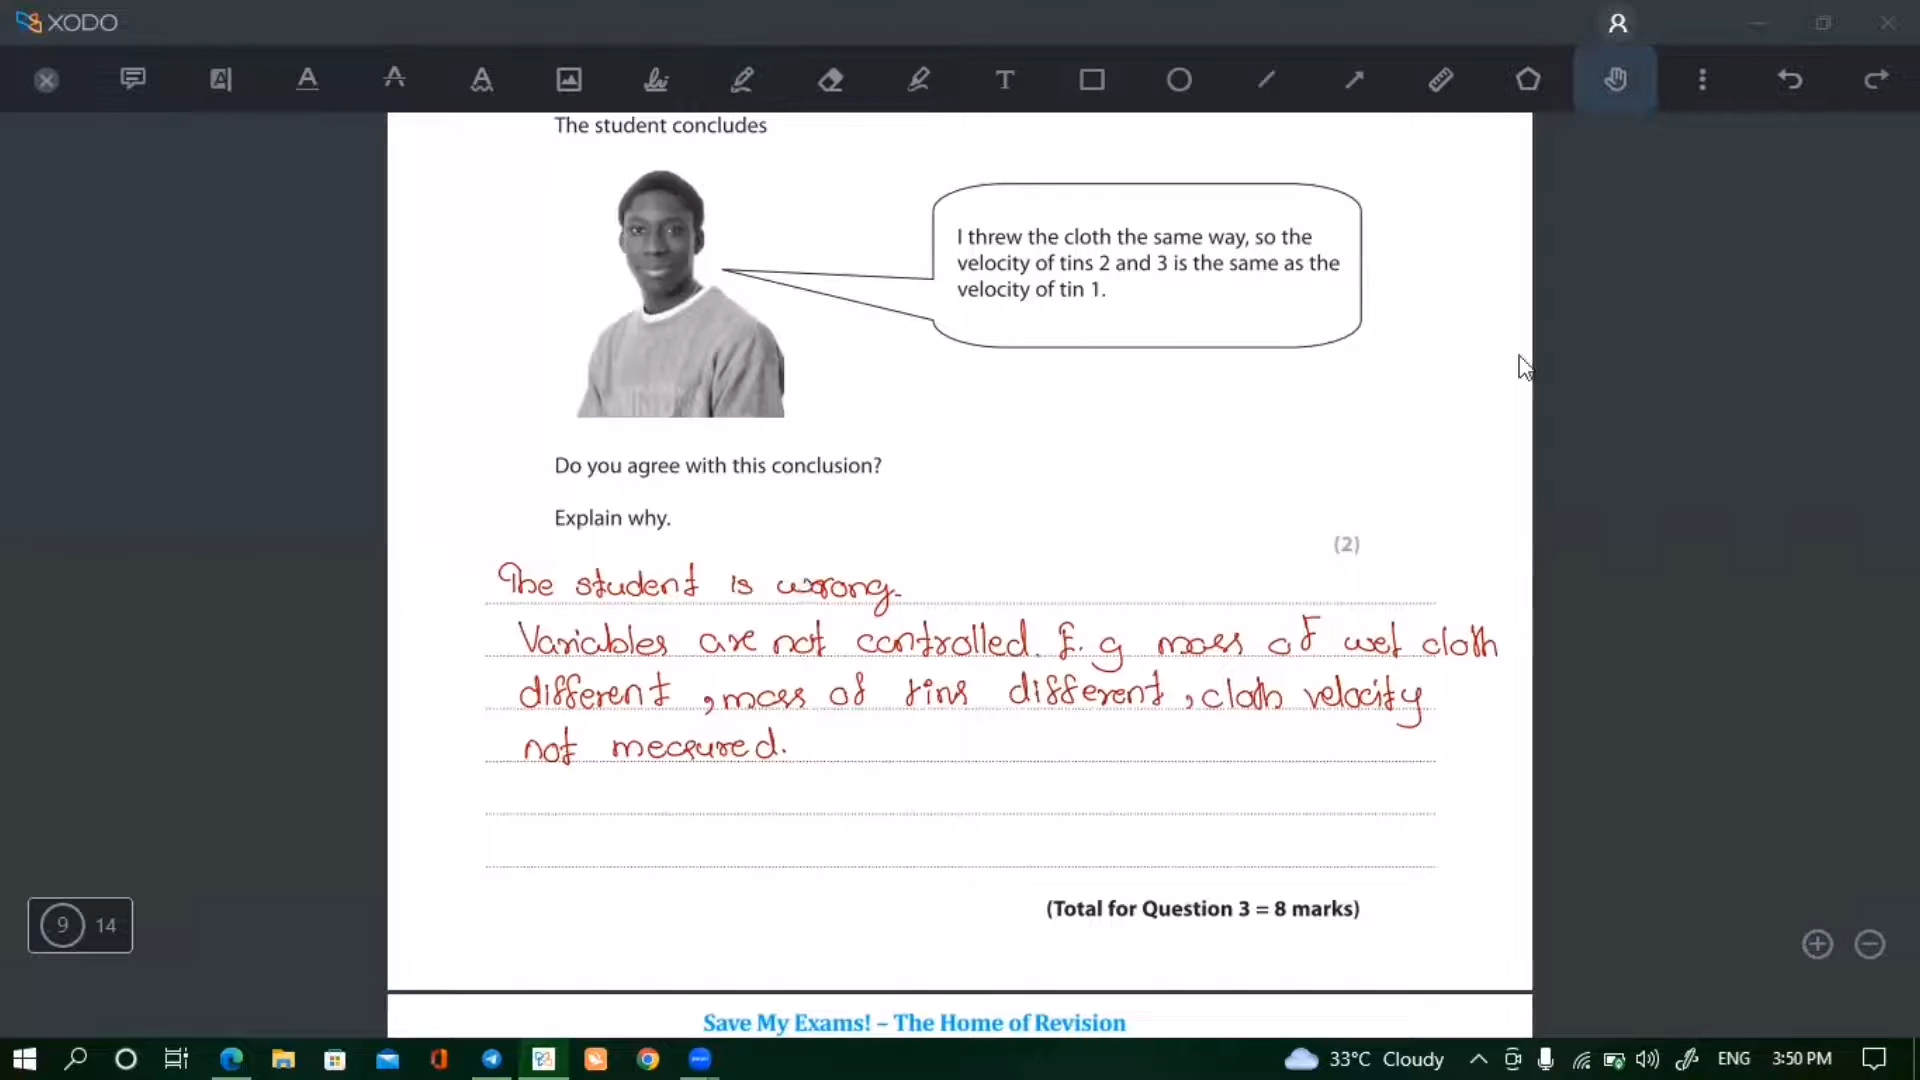 XODO
The student concludes
I threw the cloth the same way, so the
velocity of tins 2 and 3 is the same as the
velocity of tin 1.
Do you agree with this conclusion?
Explain why.
(2)
The student is wrong.
Variables are not controlled. E.g mass of wet cloth
different, mass of tins different, cloth velocity
not measured.
(Total for Question 3 = 8 marks)
9 14
Save My Exams! – The Home of Revision
33°C Cloudy
ENG
3:50 PM